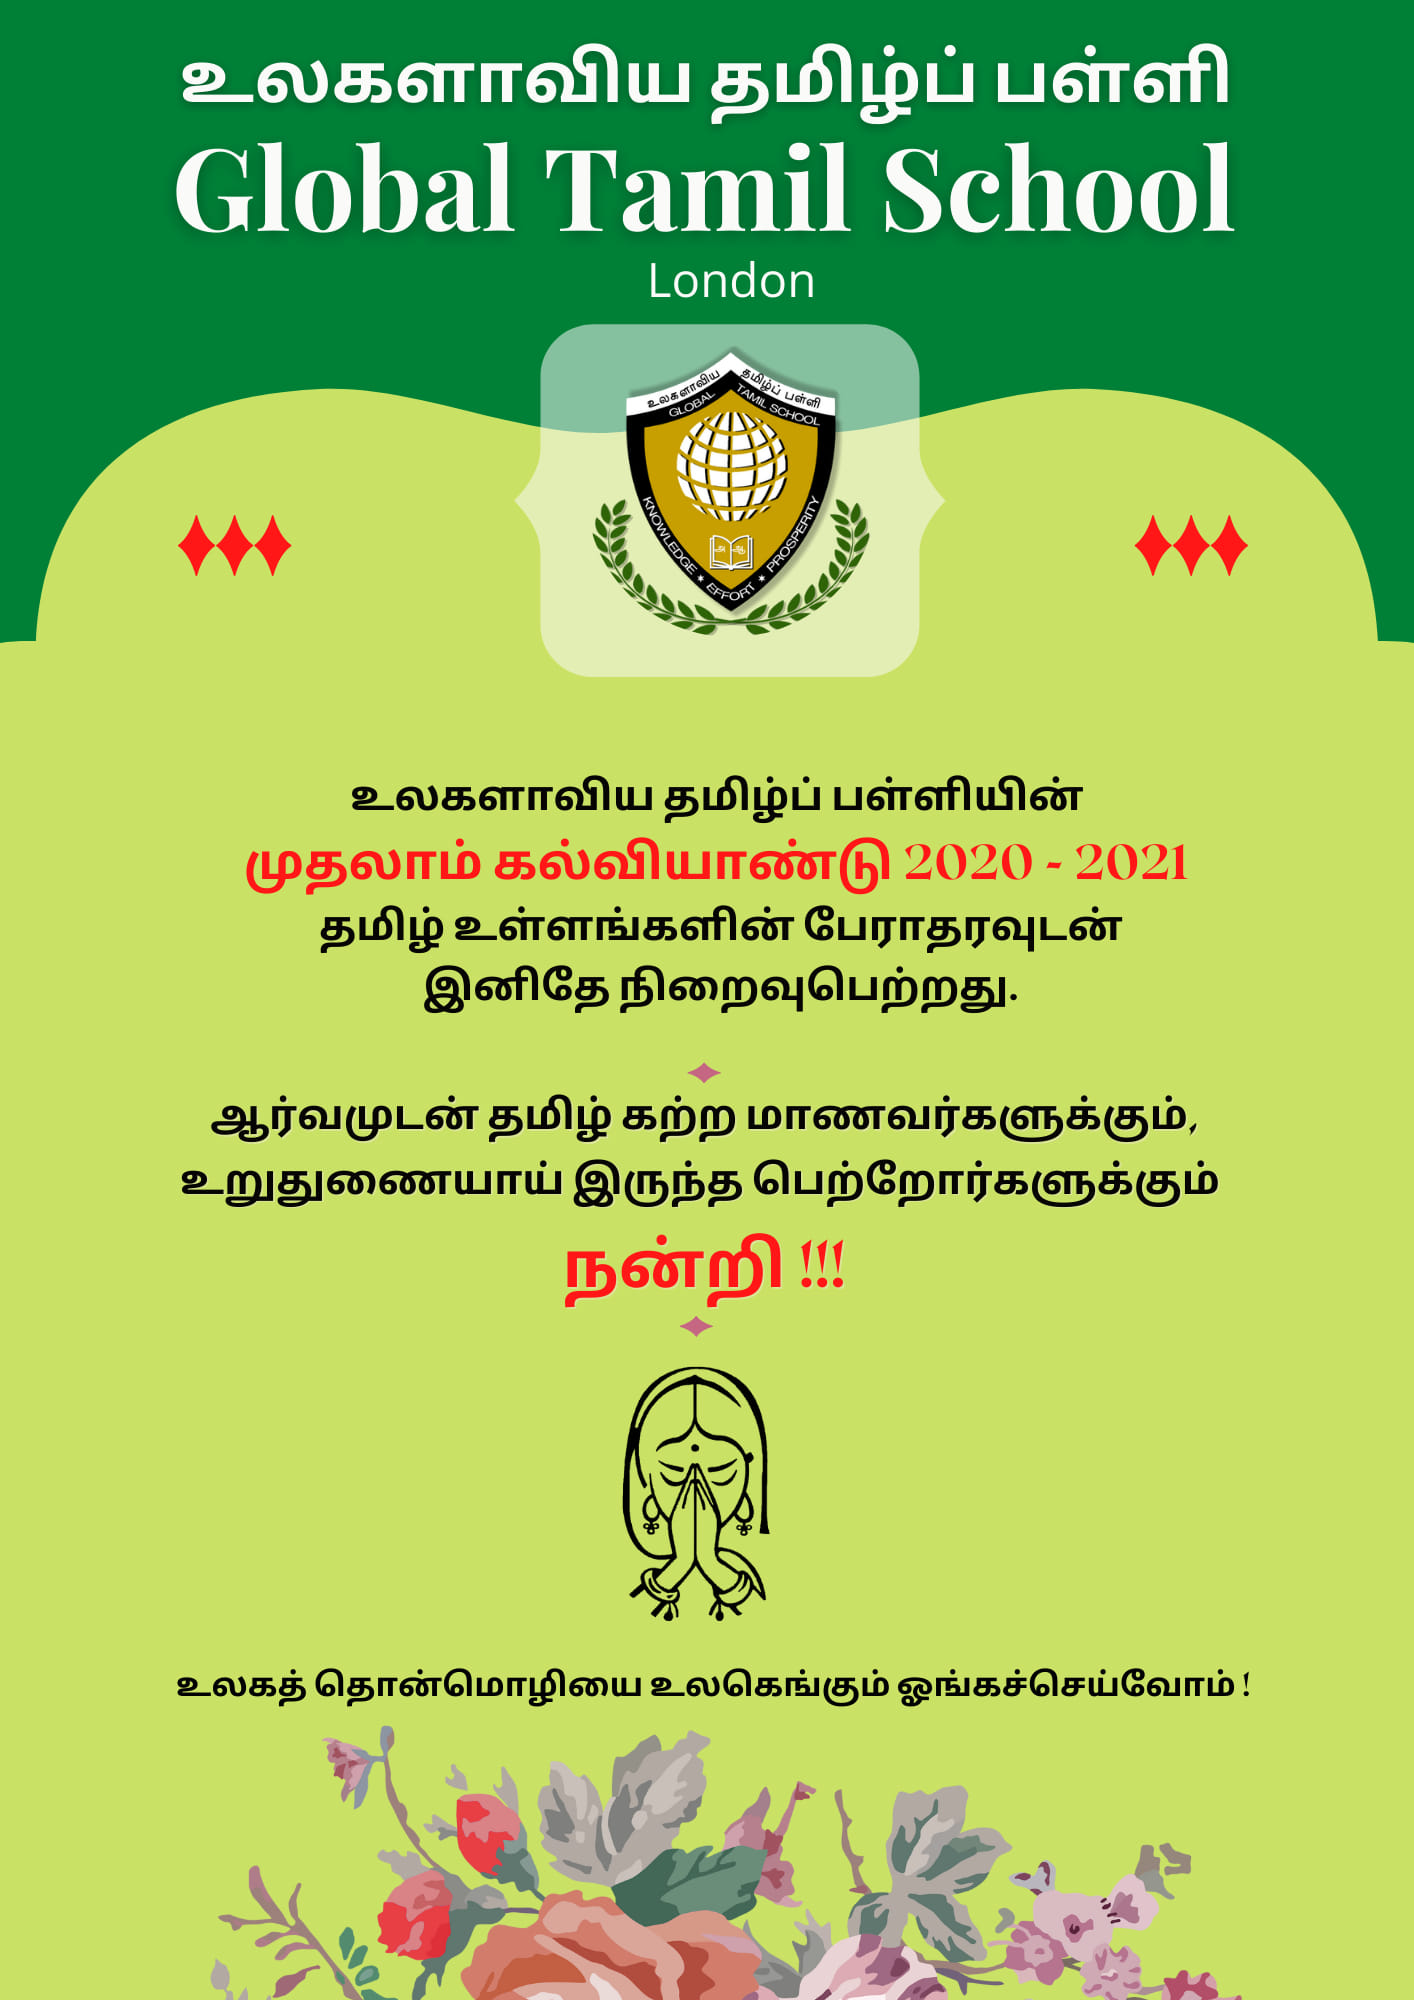 உலகளாவிய தமிழ்ப் பள்ளி
Global Tamil School
London
உலகளாவிய தமிழ்ப் பள்ளி
GLOBAL TAMIL SCHOOL
அ ஆ
KNOWLEDGE * EFFORT * PROSPERITY
உலகளாவிய தமிழ்ப் பள்ளியின்
முதலாம் கல்வியாண்டு 2020 - 2021
தமிழ் உள்ளங்களின் பேராதரவுடன்
இனிதே நிறைவுபெற்றது.
ஆர்வமுடன் தமிழ் கற்ற மாணவர்களுக்கும்,
உறுதுணையாய் இருந்த பெற்றோர்களுக்கும்
நன்றி !!!
உலகத் தொன்மொழியை உலகெங்கும் ஓங்கச்செய்வோம் !